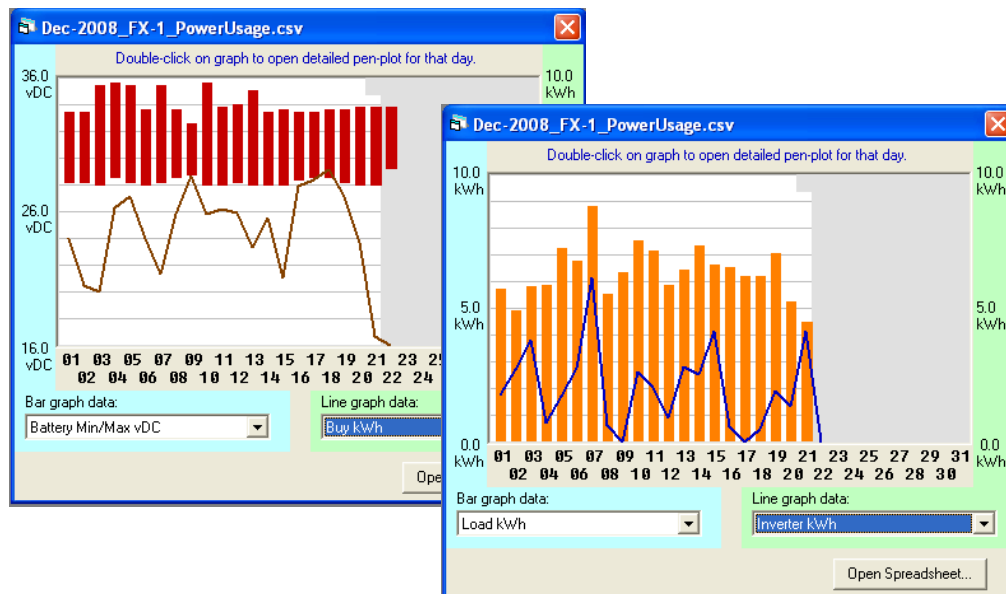 Dec-2008_FX-1_PowerUsage.csv
Double-click on graph to open detailed pen-plot for that day.
36.0
vDC
10.0
kWh
26.0
vDC
16.0
vDC
01 03 05 07 09 11 13 15 17 19 21 23
02 04 06 08 10 12 14 16 18 20 22 24
Bar graph data:
Line graph data:
Battery Min/Max vDC
Buy kWh
Ope
Dec-2008_FX-1_PowerUsage.csv
Double-click on graph to open detailed pen-plot for that day.
10.0
kWh
10.0
kWh
5.0
kWh
5.0
kWh
0.0
kWh
0.0
kWh
01 03 05 07 09 11 13 15 17 19 21 23 25 27 29 31
02 04 06 08 10 12 14 16 18 20 22 24 26 28 30
Bar graph data:
Line graph data:
Load kWh
Inverter kWh
Open Spreadsheet...